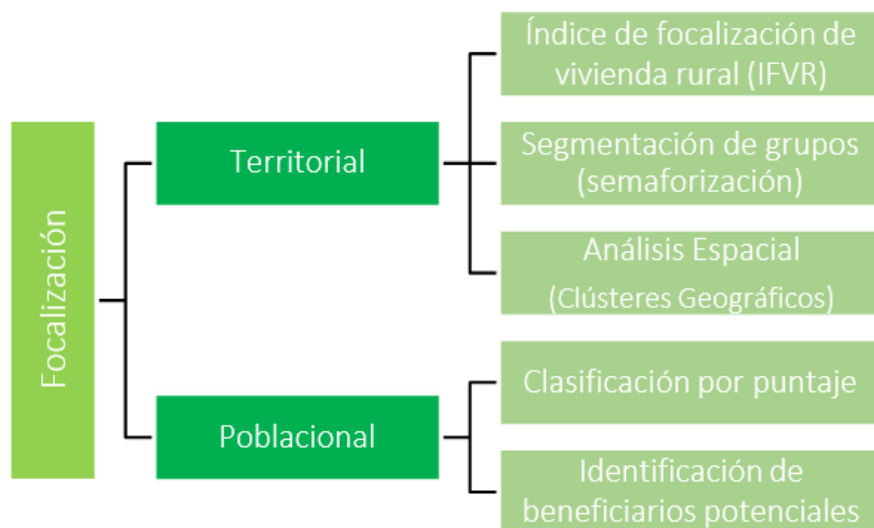 Focalización
Territorial
Índice de focalización de
vivienda rural (IFVR)
Segmentación de grupos
(semaforización)
Análisis Espacial
(Clústeres Geográficos)
Poblacional
Clasificación por puntaje
Identificación de
beneficiarios potenciales